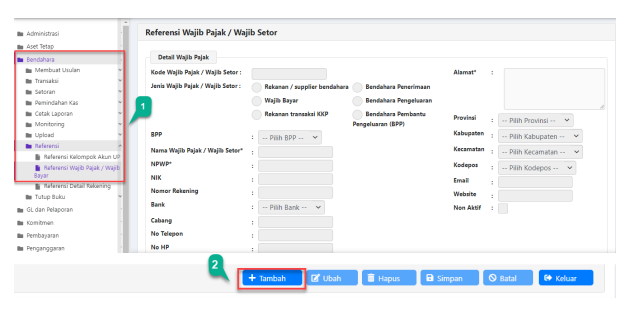 Administrasi
Aset Tetap
Bendahara
Membuat Usulan
Transaksi
Setoran
Pemindahan Kas
Cetak Laporan
Monitoring
Upload
Referensi
Referensi Kelompok Akun UP
Referensi Wajib Pajak / Wajib
Bayar
Referensi Detail Rekening
Tutup Buku
GL dan Pelaporan
Komitmen
Pembayaran
Penganggaran
1
Referensi Wajib Pajak / Wajib Setor
Detail Wajib Pajak
Kode Wajib Pajak / Wajib Setor :
Jenis Wajib Pajak / Wajib Setor :
Rekanan / supplier bendahara
Bendahara Penerimaan
Wajib Bayar
Bendahara Pengeluaran
Rekanan transaksi KKP
Bendahara Pembantu
Pengeluaran (BPP)
BPP : -- Pilih BPP --
Nama Wajib Pajak / Wajib Setor* :
NPWP* :
NIK :
Nomor Rekening :
Bank : -- Pilih Bank --
Cabang :
No Telepon :
No HP :
Alamat* :
Provinsi : -- Pilih Provinsi --
Kabupaten : -- Pilih Kabupaten --
Kecamatan : -- Pilih Kecamatan --
Kodepos : -- Pilih Kodepos --
Email :
Website :
Non Aktif :
2
Tambah
Ubah
Hapus
Simpan
Batal
Keluar